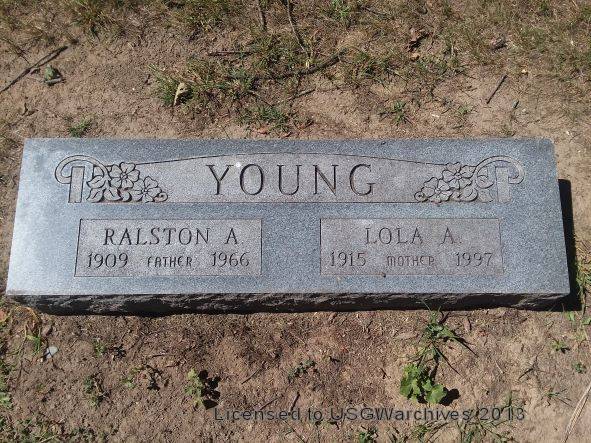 YOUNG
RALSTON A.
1909 FATHER 1966
LOLA A.
1915 MOTHER 1997
Licensed to USGWarchives 2013